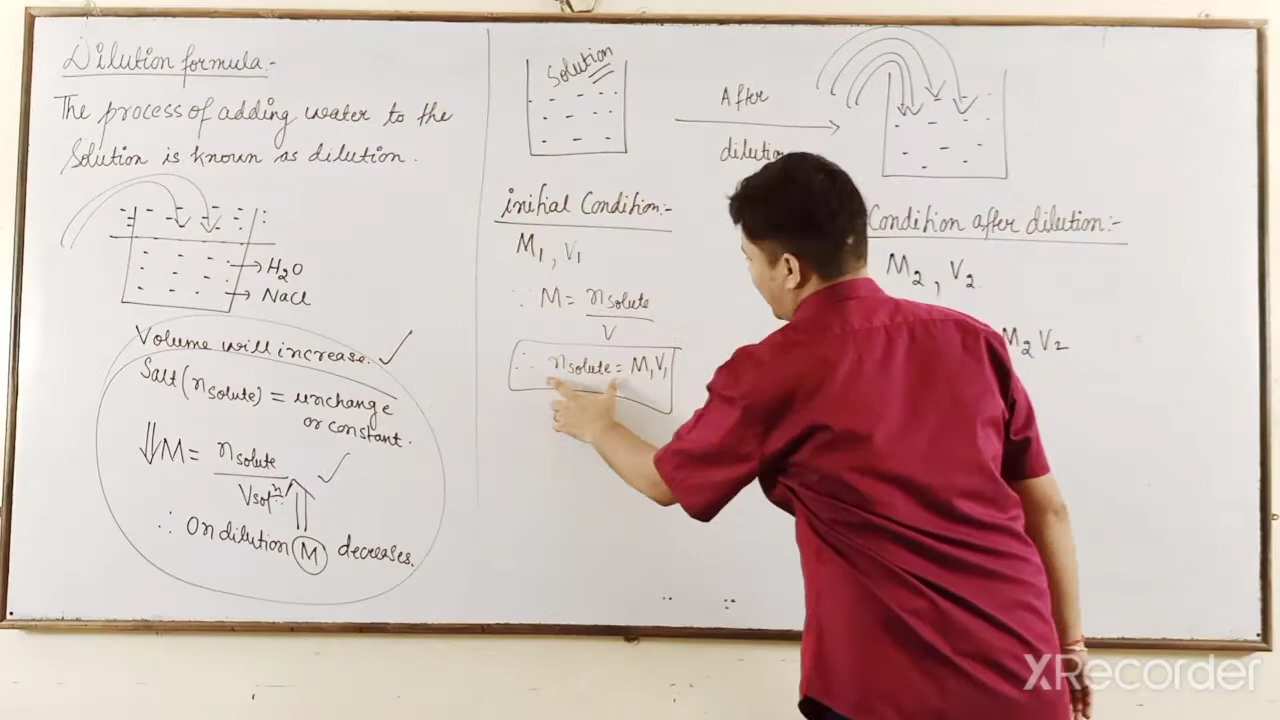 Dilution formula:-
The process of adding water to the
Solution is known as dilution.
H2O
NaCl
Volume will increase. ✓
Salt (nsolute) = unchange
or constant.
⇓M = nsolute
Vsolⁿ ⇑ ✓
∴ On dilution M decreases.
Solution
After
dilution
initial Condition:-
M1, V1
∵ M = nsolute
V
∴ nsolute = M1V1
Condition after dilution:-
M2, V2.
M2V2
XRecorder